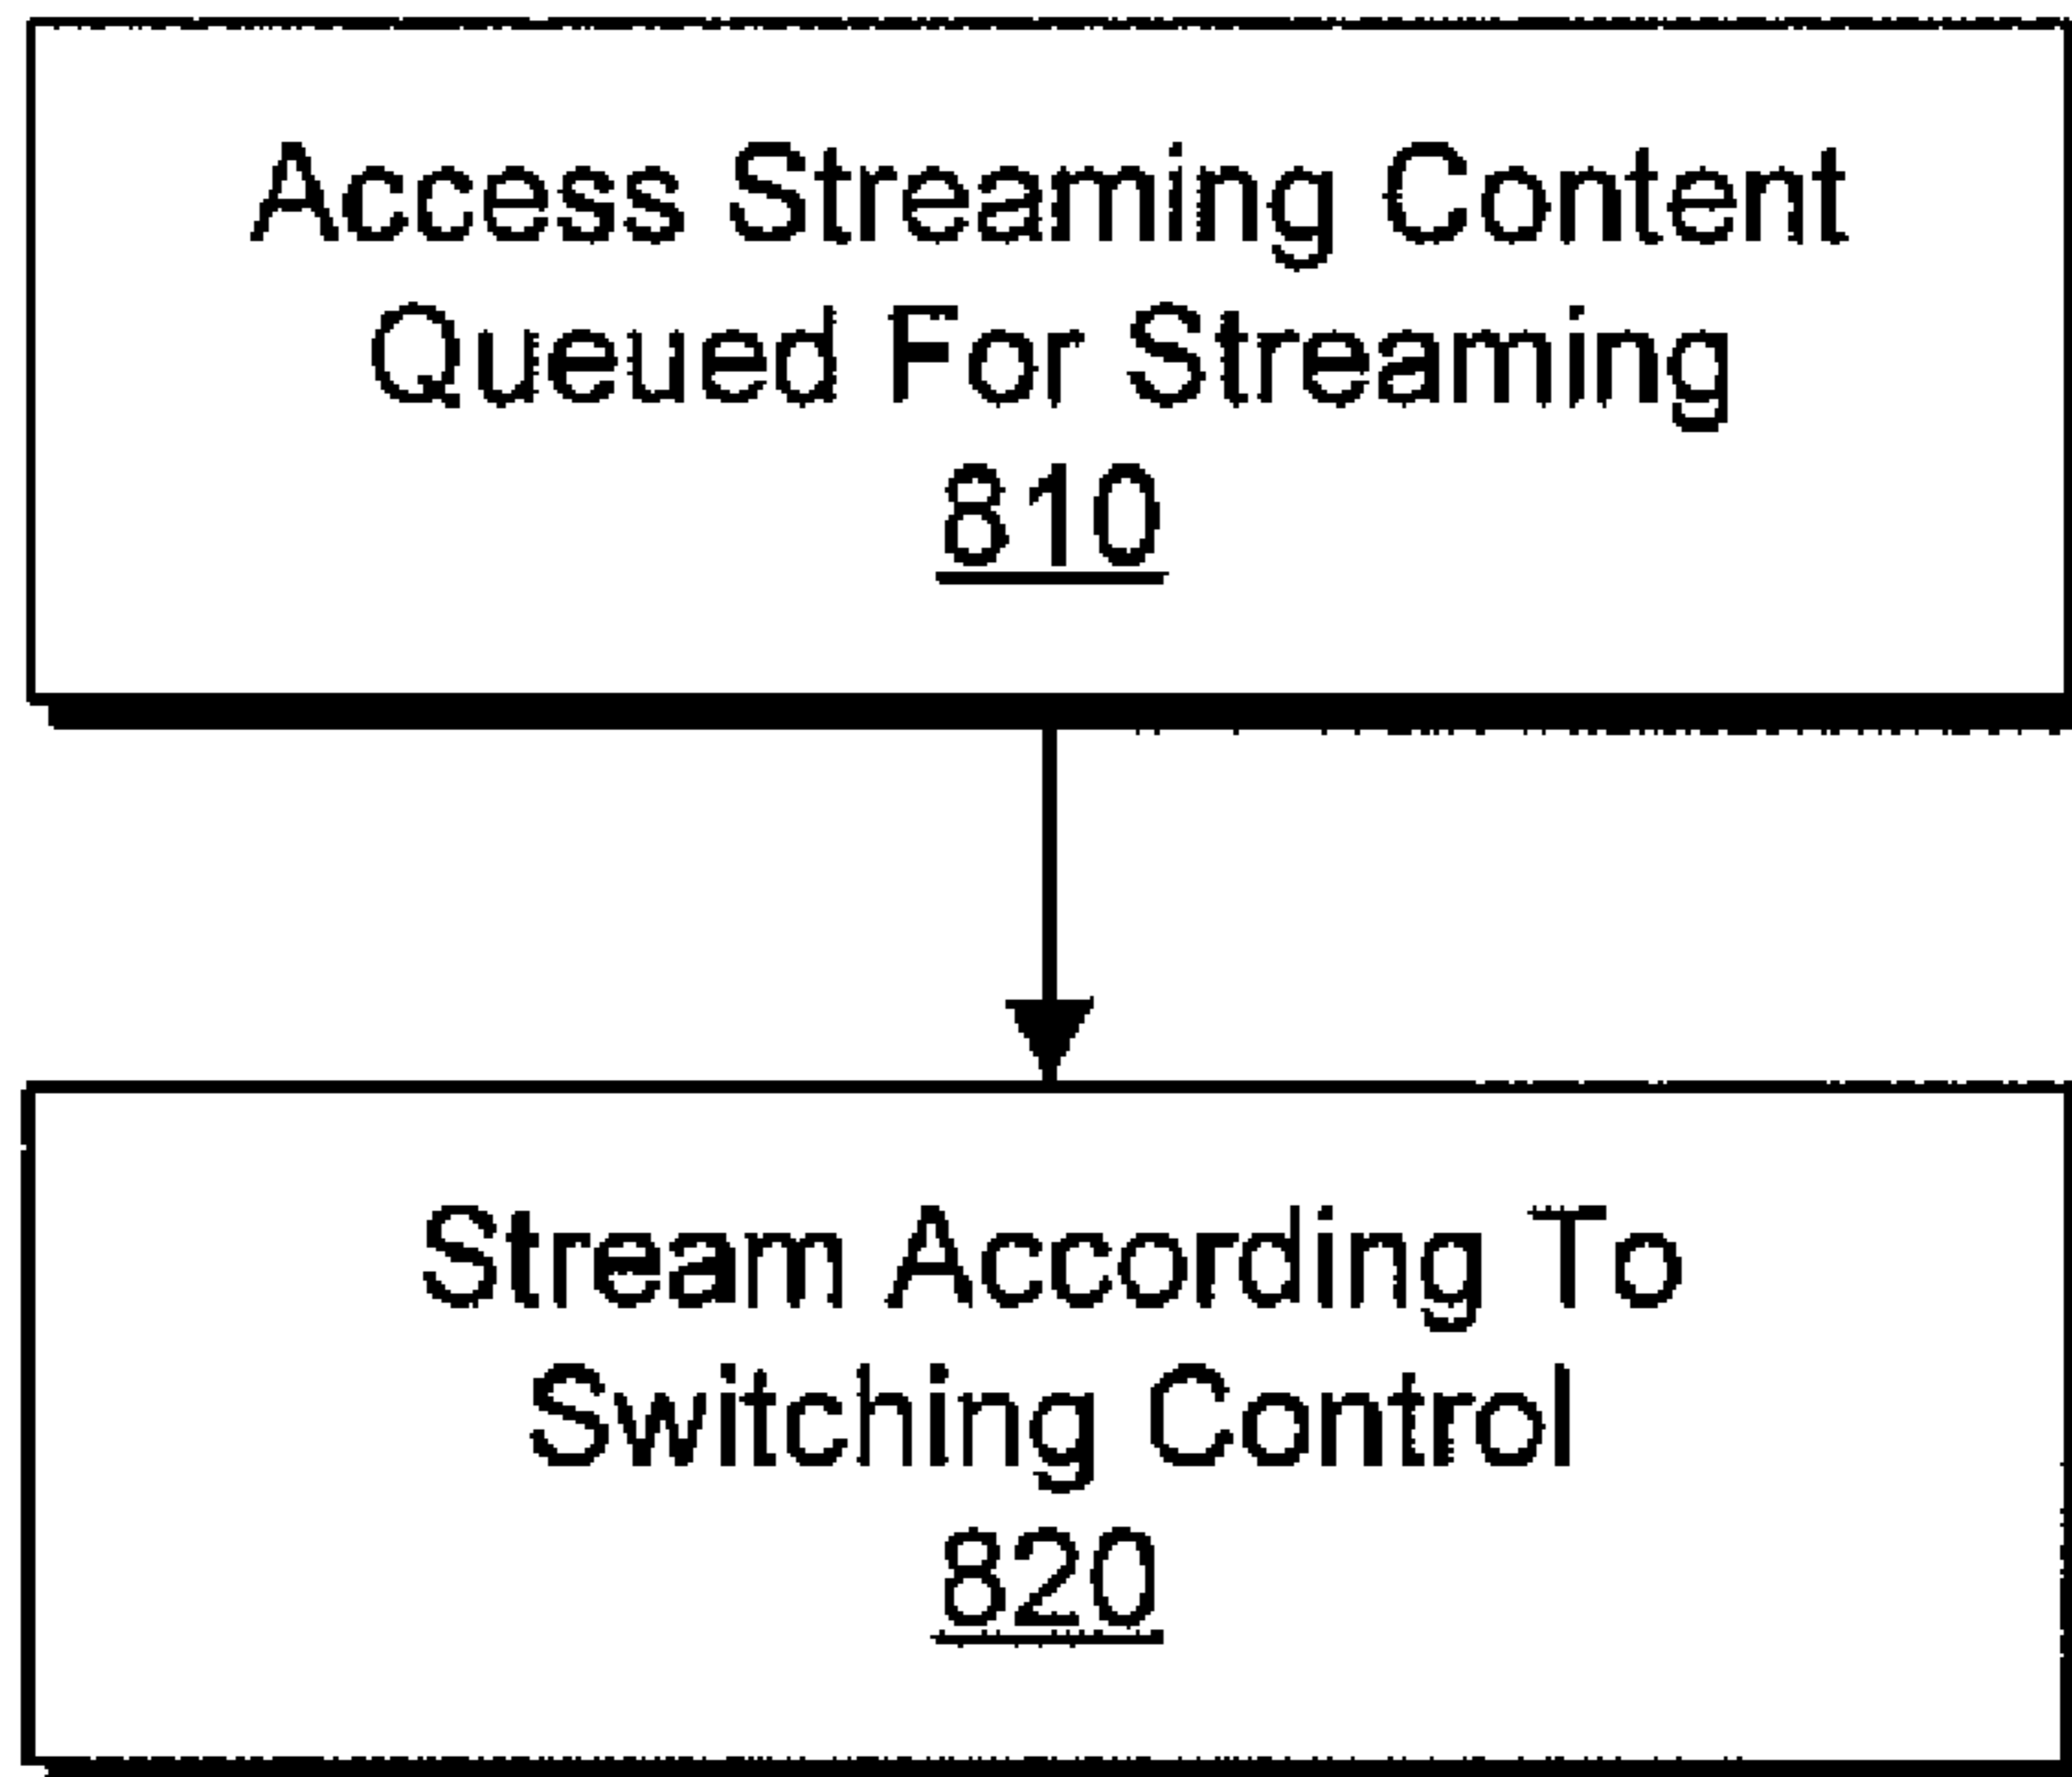 Access Streaming Content
Queued For Streaming
810
Stream According To
Switching Control
820